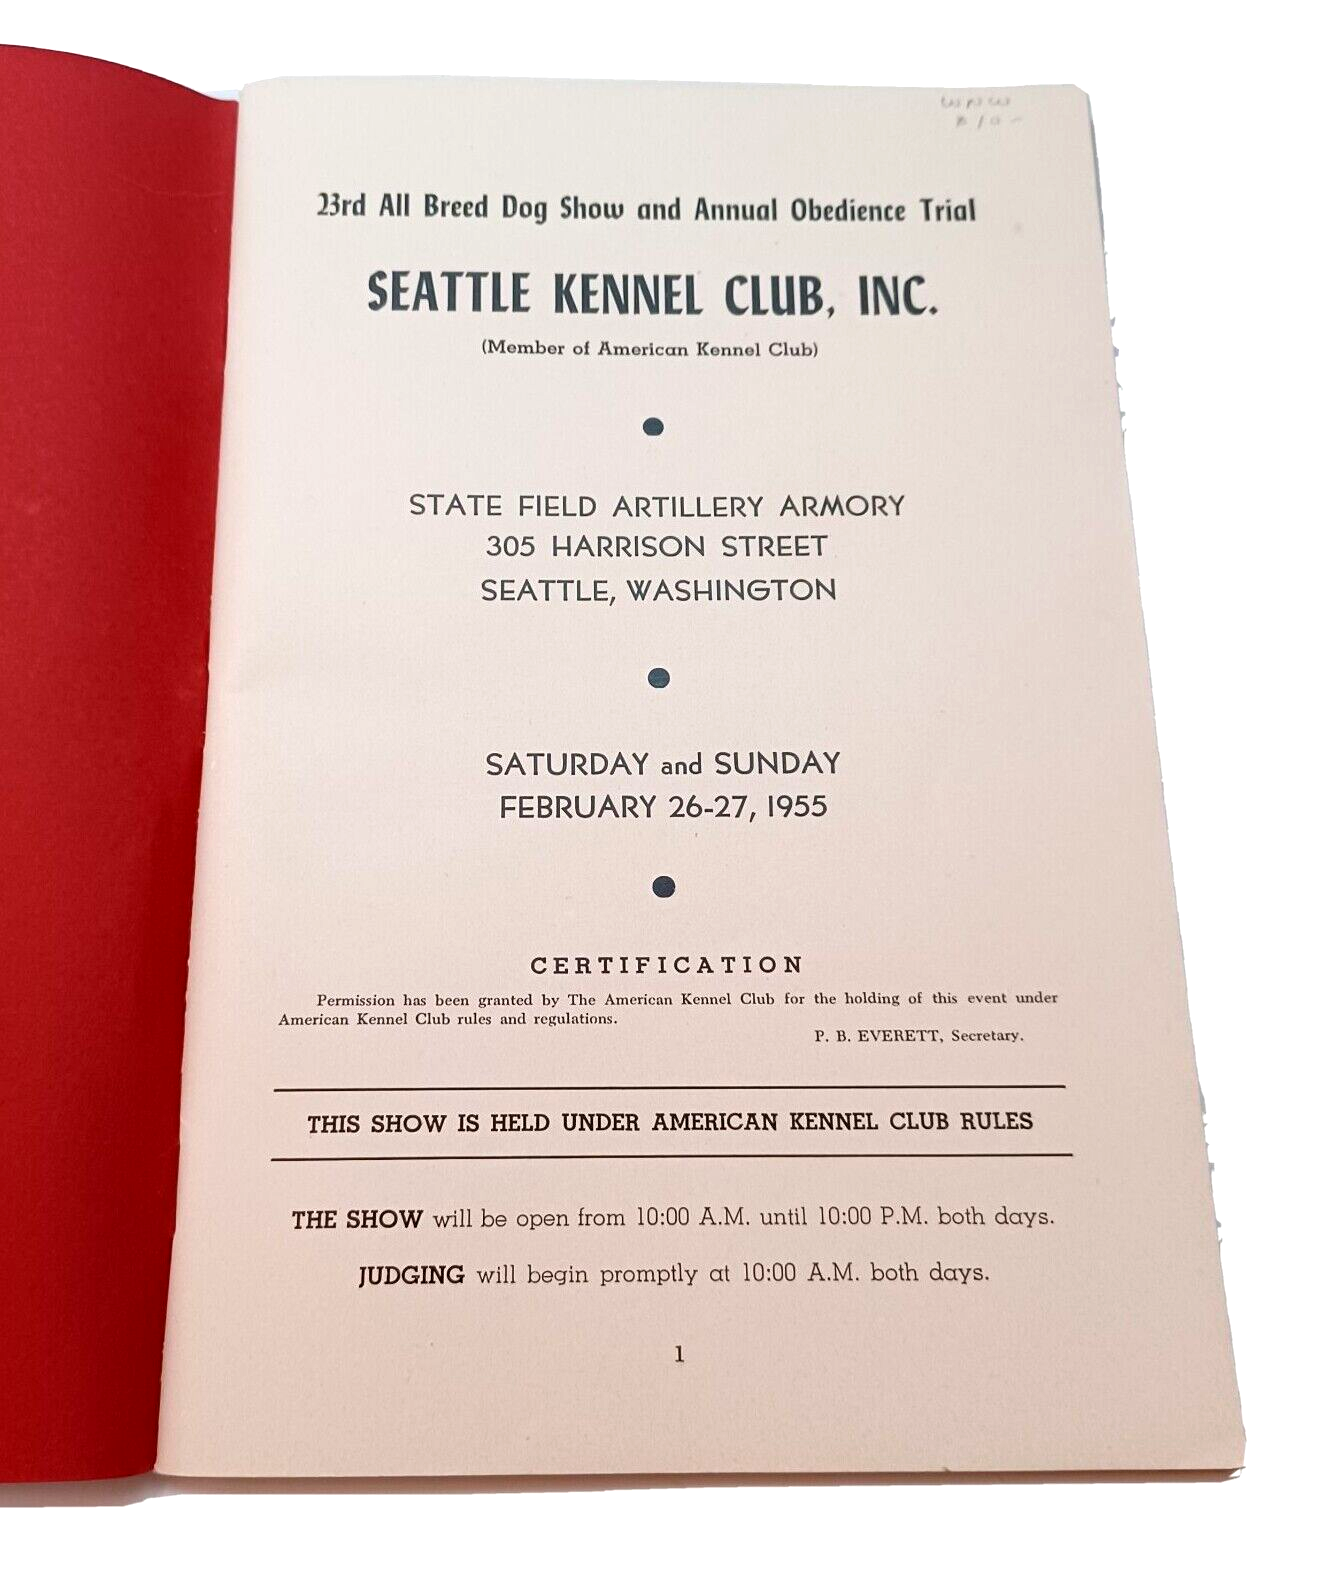 23rd All Breed Dog Show and Annual Obedience Trial
SEATTLE KENNEL CLUB, INC.
(Member of American Kennel Club)
STATE FIELD ARTILLERY ARMORY
305 HARRISON STREET
SEATTLE, WASHINGTON
SATURDAY and SUNDAY
FEBRUARY 26-27, 1955
CERTIFICATION
Permission has been granted by The American Kennel Club for the holding of this event under
American Kennel Club rules and regulations.
P. B. EVERETT, Secretary.
THIS SHOW IS HELD UNDER AMERICAN KENNEL CLUB RULES
THE SHOW will be open from 10:00 A.M. until 10:00 P.M. both days.
JUDGING will begin promptly at 10:00 A.M. both days.
1